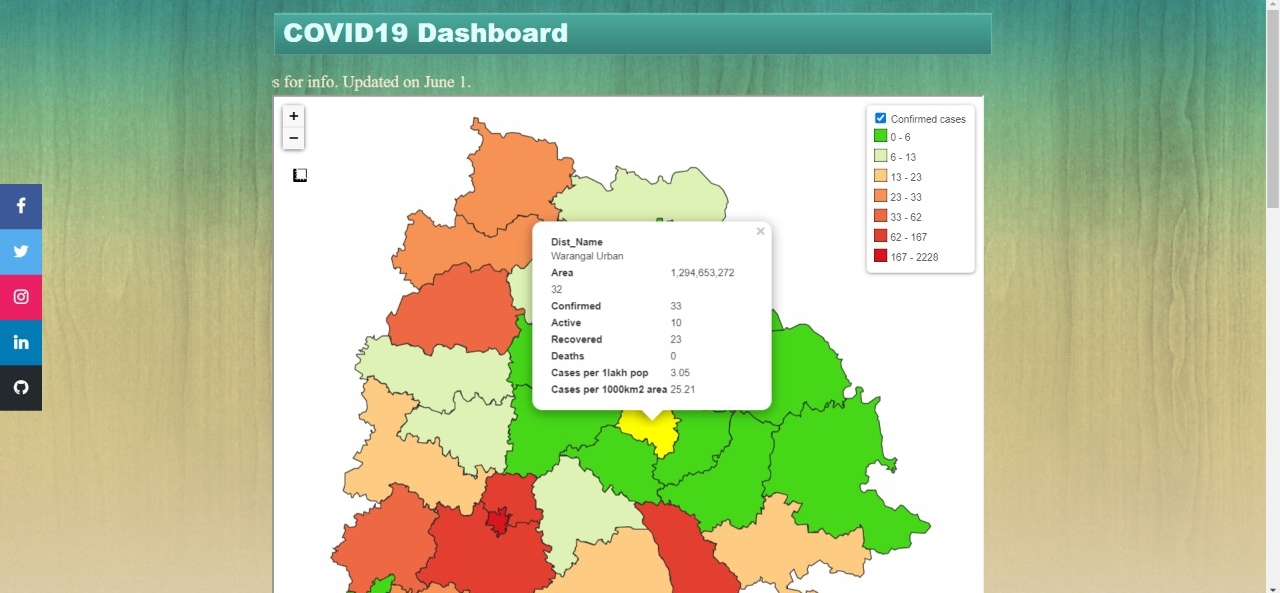 COVID19 Dashboard
s for info. Updated on June 1.
+
−
Confirmed cases
0 - 6
6 - 13
13 - 23
23 - 33
33 - 62
62 - 167
167 - 2228
×
Dist_Name
Warangal Urban
Area 1,294,653,272
32
Confirmed 33
Active 10
Recovered 23
Deaths 0
Cases per 1lakh pop 3.05
Cases per 1000km2 area 25.21